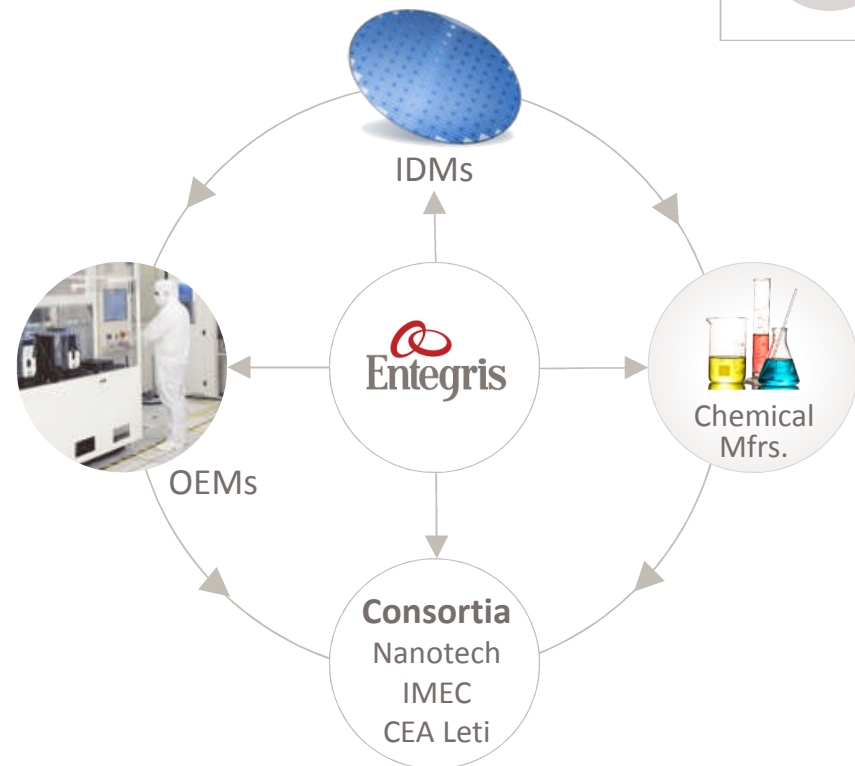 IDMs
Entegris
OEMs
Chemical
Mfrs.
Consortia
Nanotech
IMEC
CEA Leti